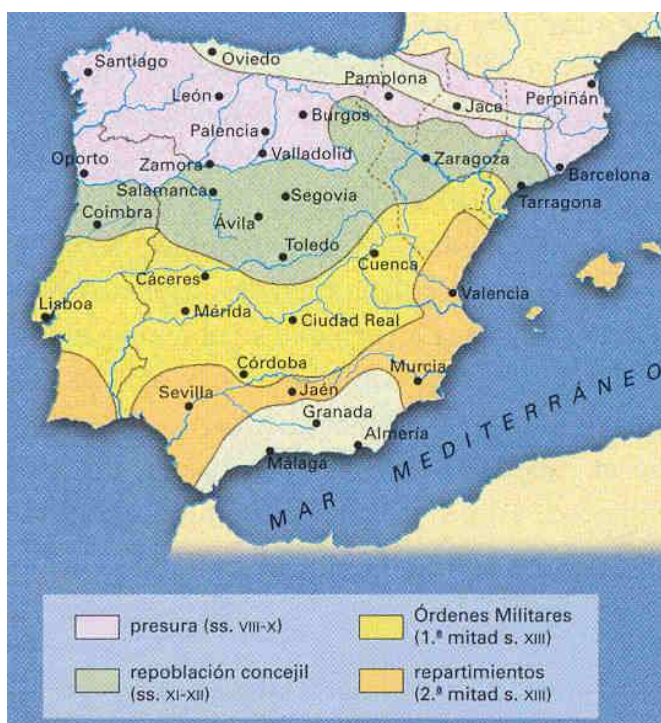 Santiago
Oviedo
León
Pamplona
Jaca
Perpiñán
Burgos
Palencia
Oporto
Zamora
Valladolid
Zaragoza
Barcelona
Salamanca
Segovia
Tarragona
Coimbra
Ávila
Toledo
Cuenca
Cáceres
Lisboa
Mérida
Ciudad Real
Valencia
Córdoba
Murcia
Sevilla
Jaén
Granada
Almería
Málaga
MAR MEDITERRÁNEO
presura (ss. VIII-X)
repoblación concejil
(ss. XI-XII)
Órdenes Militares
(1.ª mitad s. XIII)
repartimientos
(2.ª mitad s. XIII)